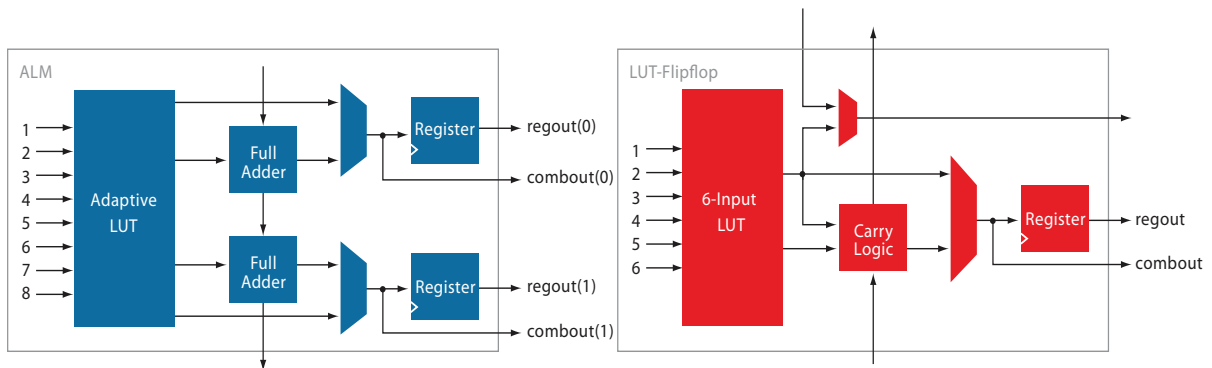 ALM
1
2
3
4
5
6
7
8
Adaptive
LUT
Full
Adder
Full
Adder
Register
Register
regout(0)
combout(0)
regout(1)
combout(1)
LUT-Flipflop
1
2
3
4
5
6
6-Input
LUT
Carry
Logic
Register
regout
combout